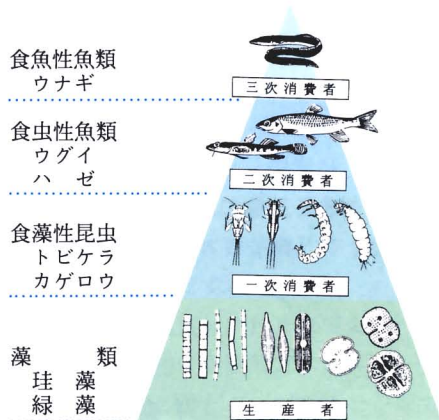 食魚性魚類
ウナギ
三次消費者
食虫性魚類
ウグイ
ハゼ
二次消費者
食藻性昆虫
トビケラ
カゲロウ
一次消費者
藻類
珪藻
緑藻
生産者